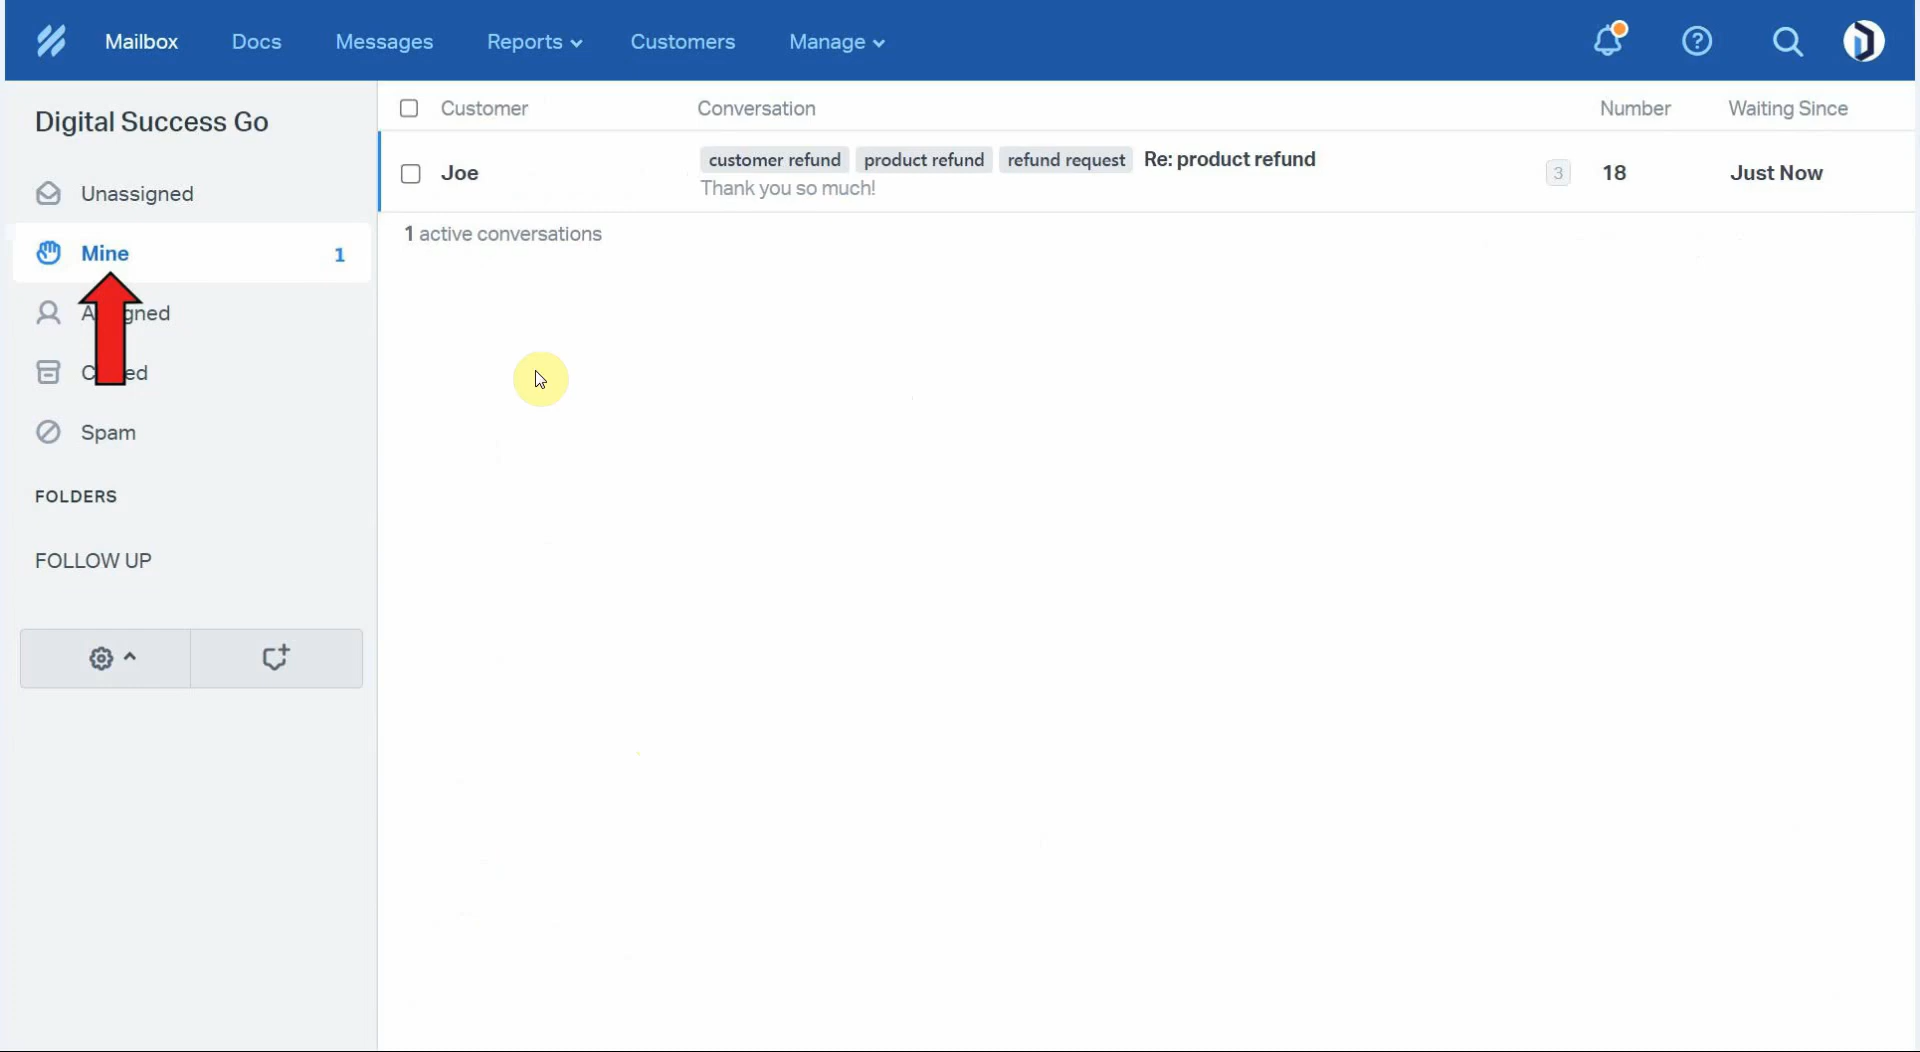 Mailbox Docs Messages Reports Customers Manage
Digital Success Go
Customer Conversation Number Waiting Since
Unassigned
customer refund product refund refund request Re: product refund
Joe 3 18 Just Now
Thank you so much!
Mine 1
1 active conversations
Spam
FOLDERS
FOLLOW UP